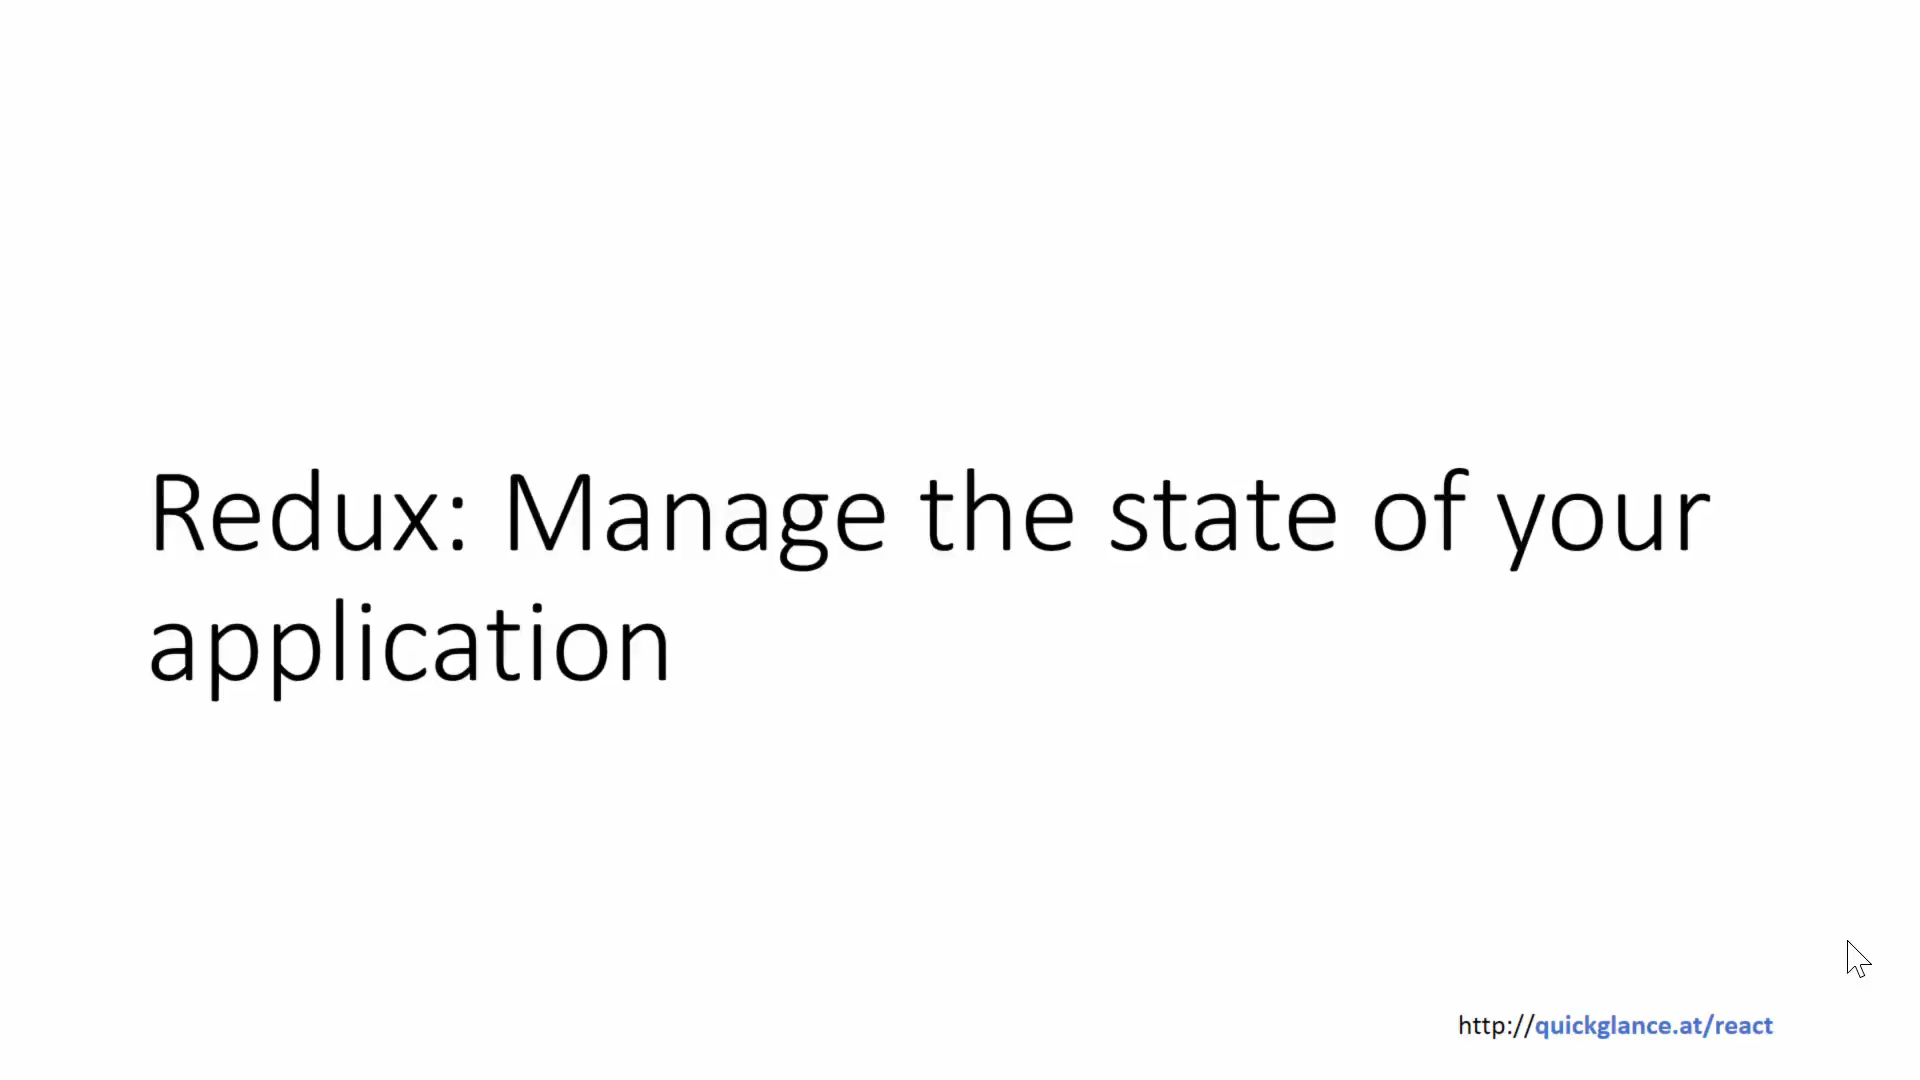 Redux: Manage the state of your
application
http://quickglance.at/react